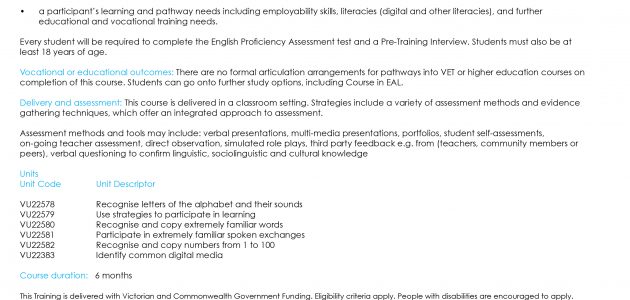 • a participant's learning and pathway needs including employability skills, literacies (digital and other literacies), and further
educational and vocational training needs.
Every student will be required to complete the English Proficiency Assessment test and a Pre-Training Interview. Students must also be at
least 18 years of age.
Vocational or educational outcomes: There are no formal articulation arrangements for pathways into VET or higher education courses on
completion of this course. Students can go onto further study options, including Course in EAL.
Delivery and assessment: This course is delivered in a classroom setting. Strategies include a variety of assessment methods and evidence
gathering techniques, which offer an integrated approach to assessment.
Assessment methods and tools may include: verbal presentations, multi-media presentations, portfolios, student self-assessments,
on-going teacher assessment, direct observation, simulated role plays, third party feedback e.g. from (teachers, community members or
peers), verbal questioning to confirm linguistic, sociolinguistic and cultural knowledge
Units
Unit Code Unit Descriptor
VU22578 Recognise letters of the alphabet and their sounds
VU22579 Use strategies to participate in learning
VU22580 Recognise and copy extremely familiar words
VU22581 Participate in extremely familiar spoken exchanges
VU22582 Recognise and copy numbers from 1 to 100
VU22383 Identify common digital media
Course duration: 6 months
This Training is delivered with Victorian and Commonwealth Government Funding. Eligibility criteria apply. People with disabilities are encouraged to apply.